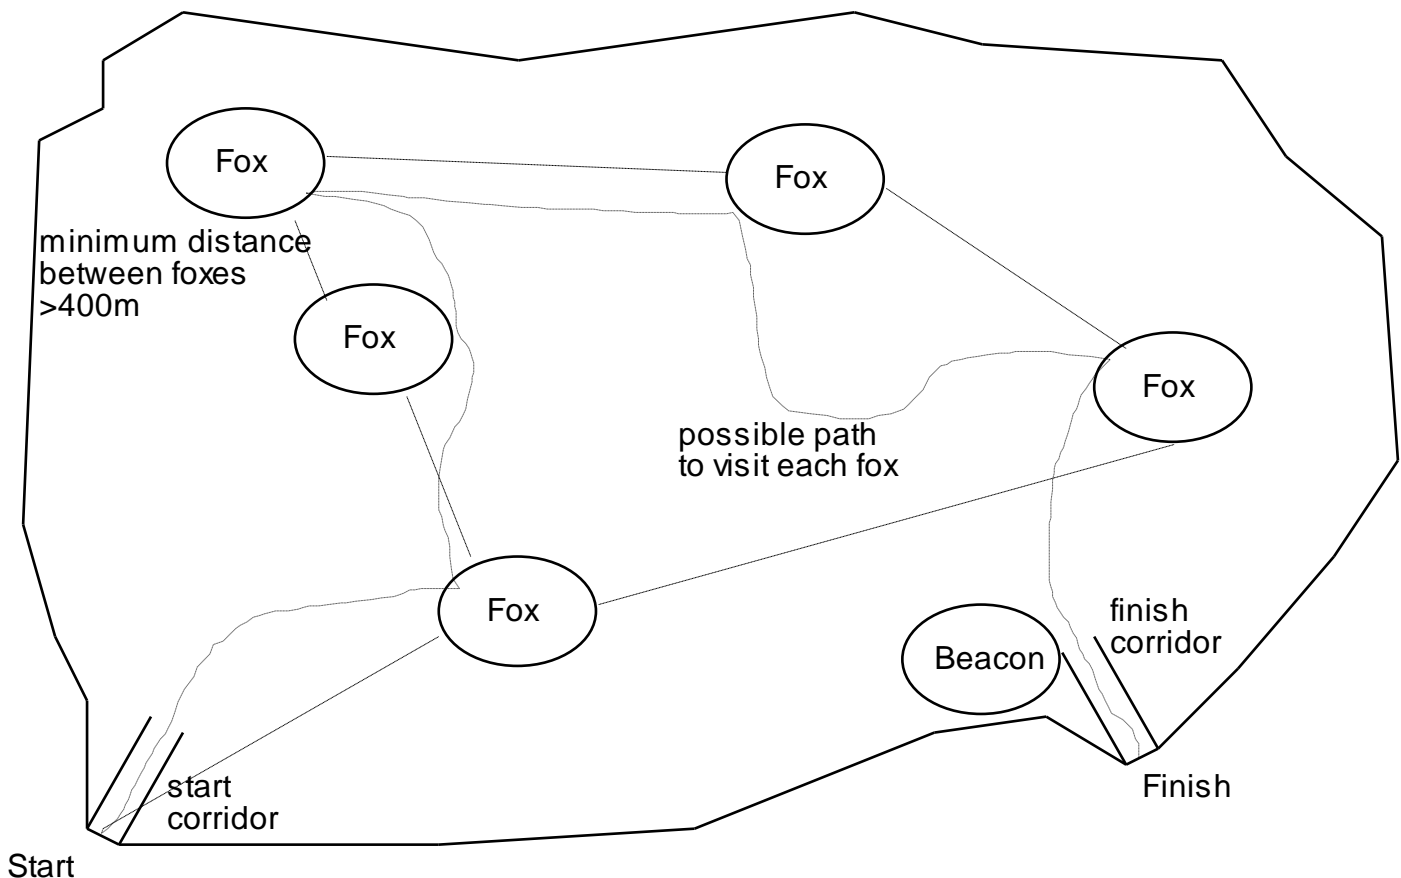 Fox
Fox
minimum distance
between foxes
>400m
Fox
Fox
possible path
to visit each fox
Fox
finish
corridor
Beacon
start
corridor
Finish
Start